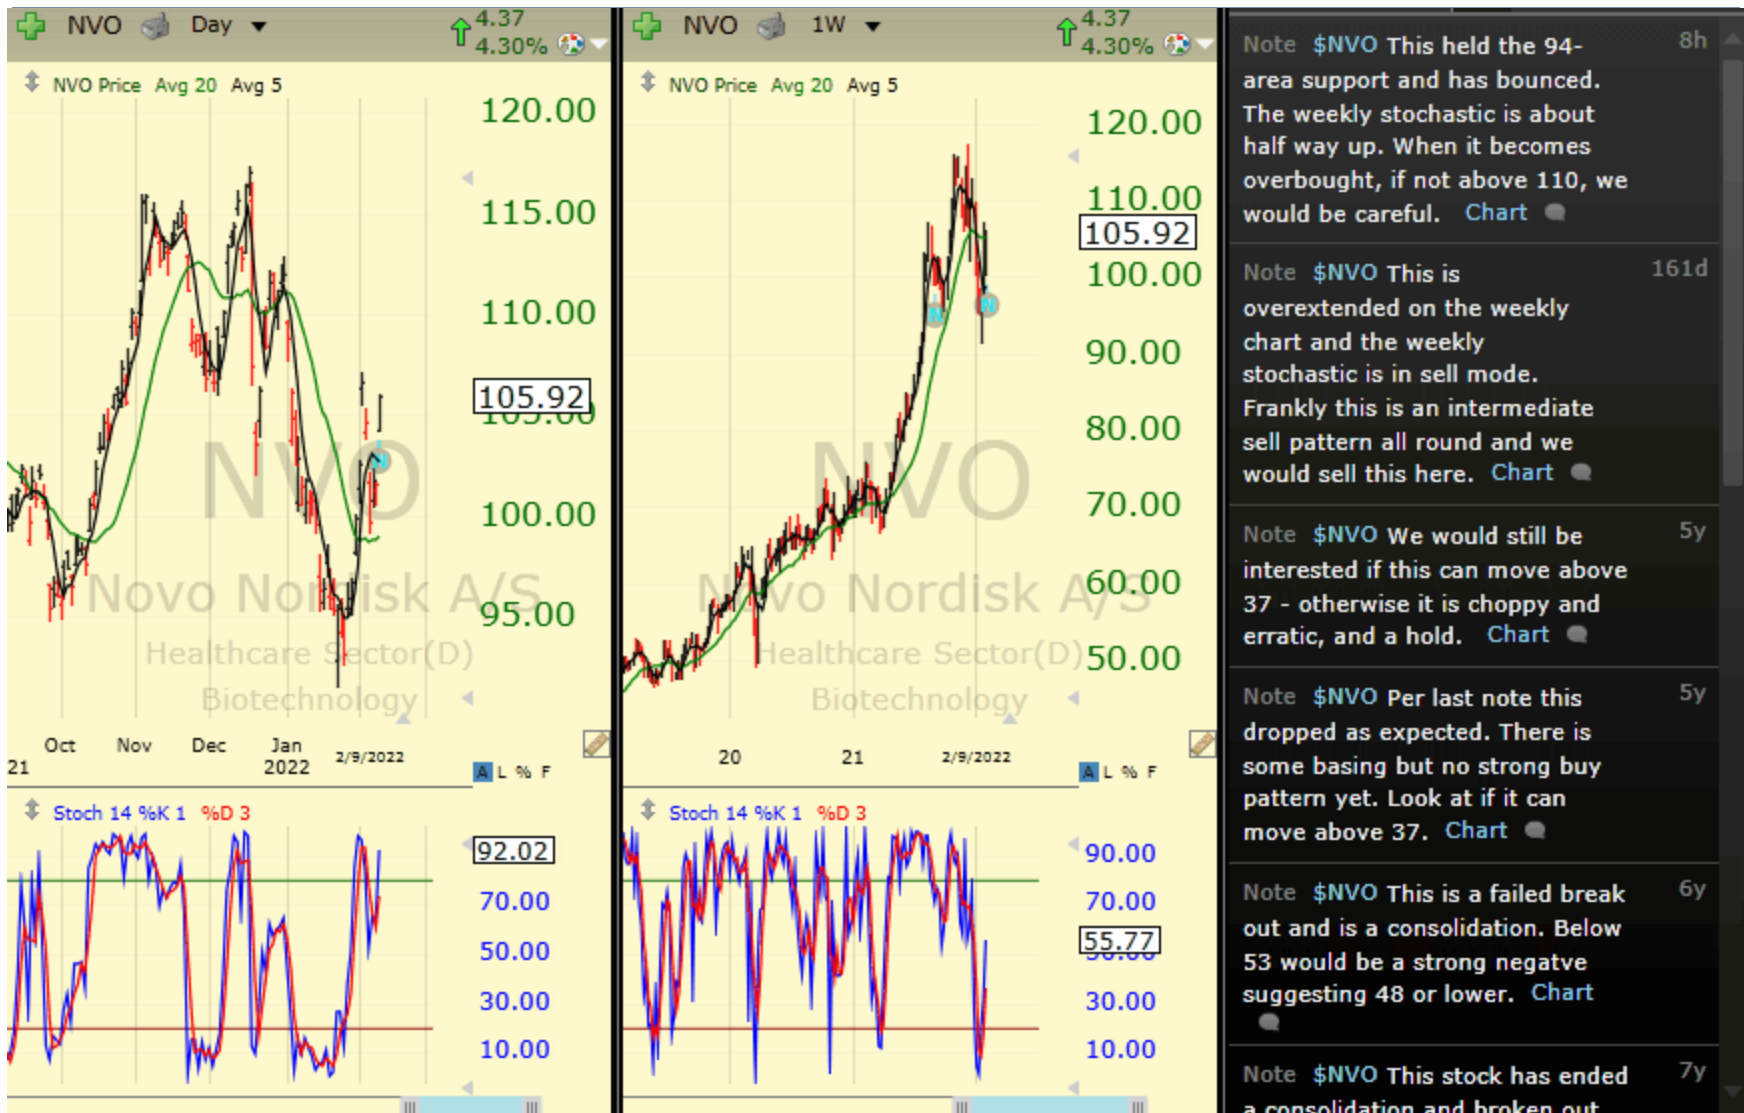 NVO Day 4.37
4.30%
NVO Price Avg 20 Avg 5
120.00
115.00
110.00
105.92
105.00
100.00
95.00
NVO
Novo Nordisk A/S
Healthcare Sector(D)
Biotechnology
Oct Nov Dec Jan 2/9/2022
21 2022
A L % F
Stoch 14 %K 1 %D 3
92.02
70.00
50.00
30.00
10.00
NVO 1W 4.37
4.30%
NVO Price Avg 20 Avg 5
120.00
110.00
105.92
100.00
90.00
80.00
70.00
60.00
50.00
NVO
Novo Nordisk A/S
Healthcare Sector(D)
Biotechnology
N
N
N
20 21 2/9/2022
A L % F
Stoch 14 %K 1 %D 3
90.00
70.00
55.77
50.00
30.00
10.00
Note $NVO This held the 94- 8h
area support and has bounced.
The weekly stochastic is about
half way up. When it becomes
overbought, if not above 110, we
would be careful. Chart
Note $NVO This is 161d
overextended on the weekly
chart and the weekly
stochastic is in sell mode.
Frankly this is an intermediate
sell pattern all round and we
would sell this here. Chart
Note $NVO We would still be 5y
interested if this can move above
37 - otherwise it is choppy and
erratic, and a hold. Chart
Note $NVO Per last note this 5y
dropped as expected. There is
some basing but no strong buy
pattern yet. Look at if it can
move above 37. Chart
Note $NVO This is a failed break 6y
out and is a consolidation. Below
53 would be a strong negatve
suggesting 48 or lower. Chart
Note $NVO This stock has ended 7y
a consolidation and broken out